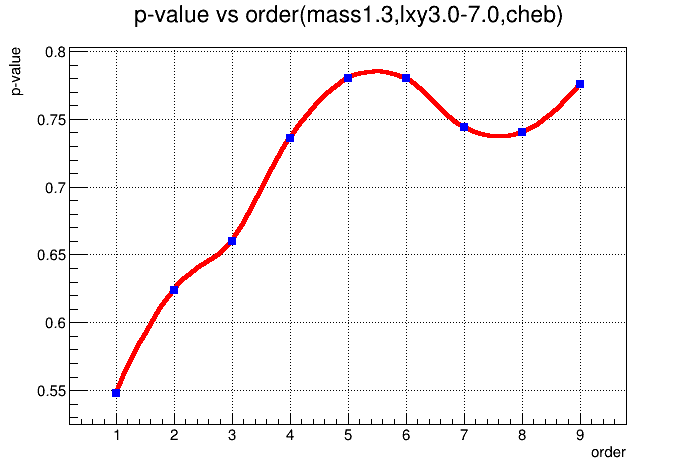 p-value vs order(mass1.3,lxy3.0-7.0,cheb)
p-value
0.8
0.75
0.7
0.65
0.6
0.55
1 2 3 4 5 6 7 8 9
order